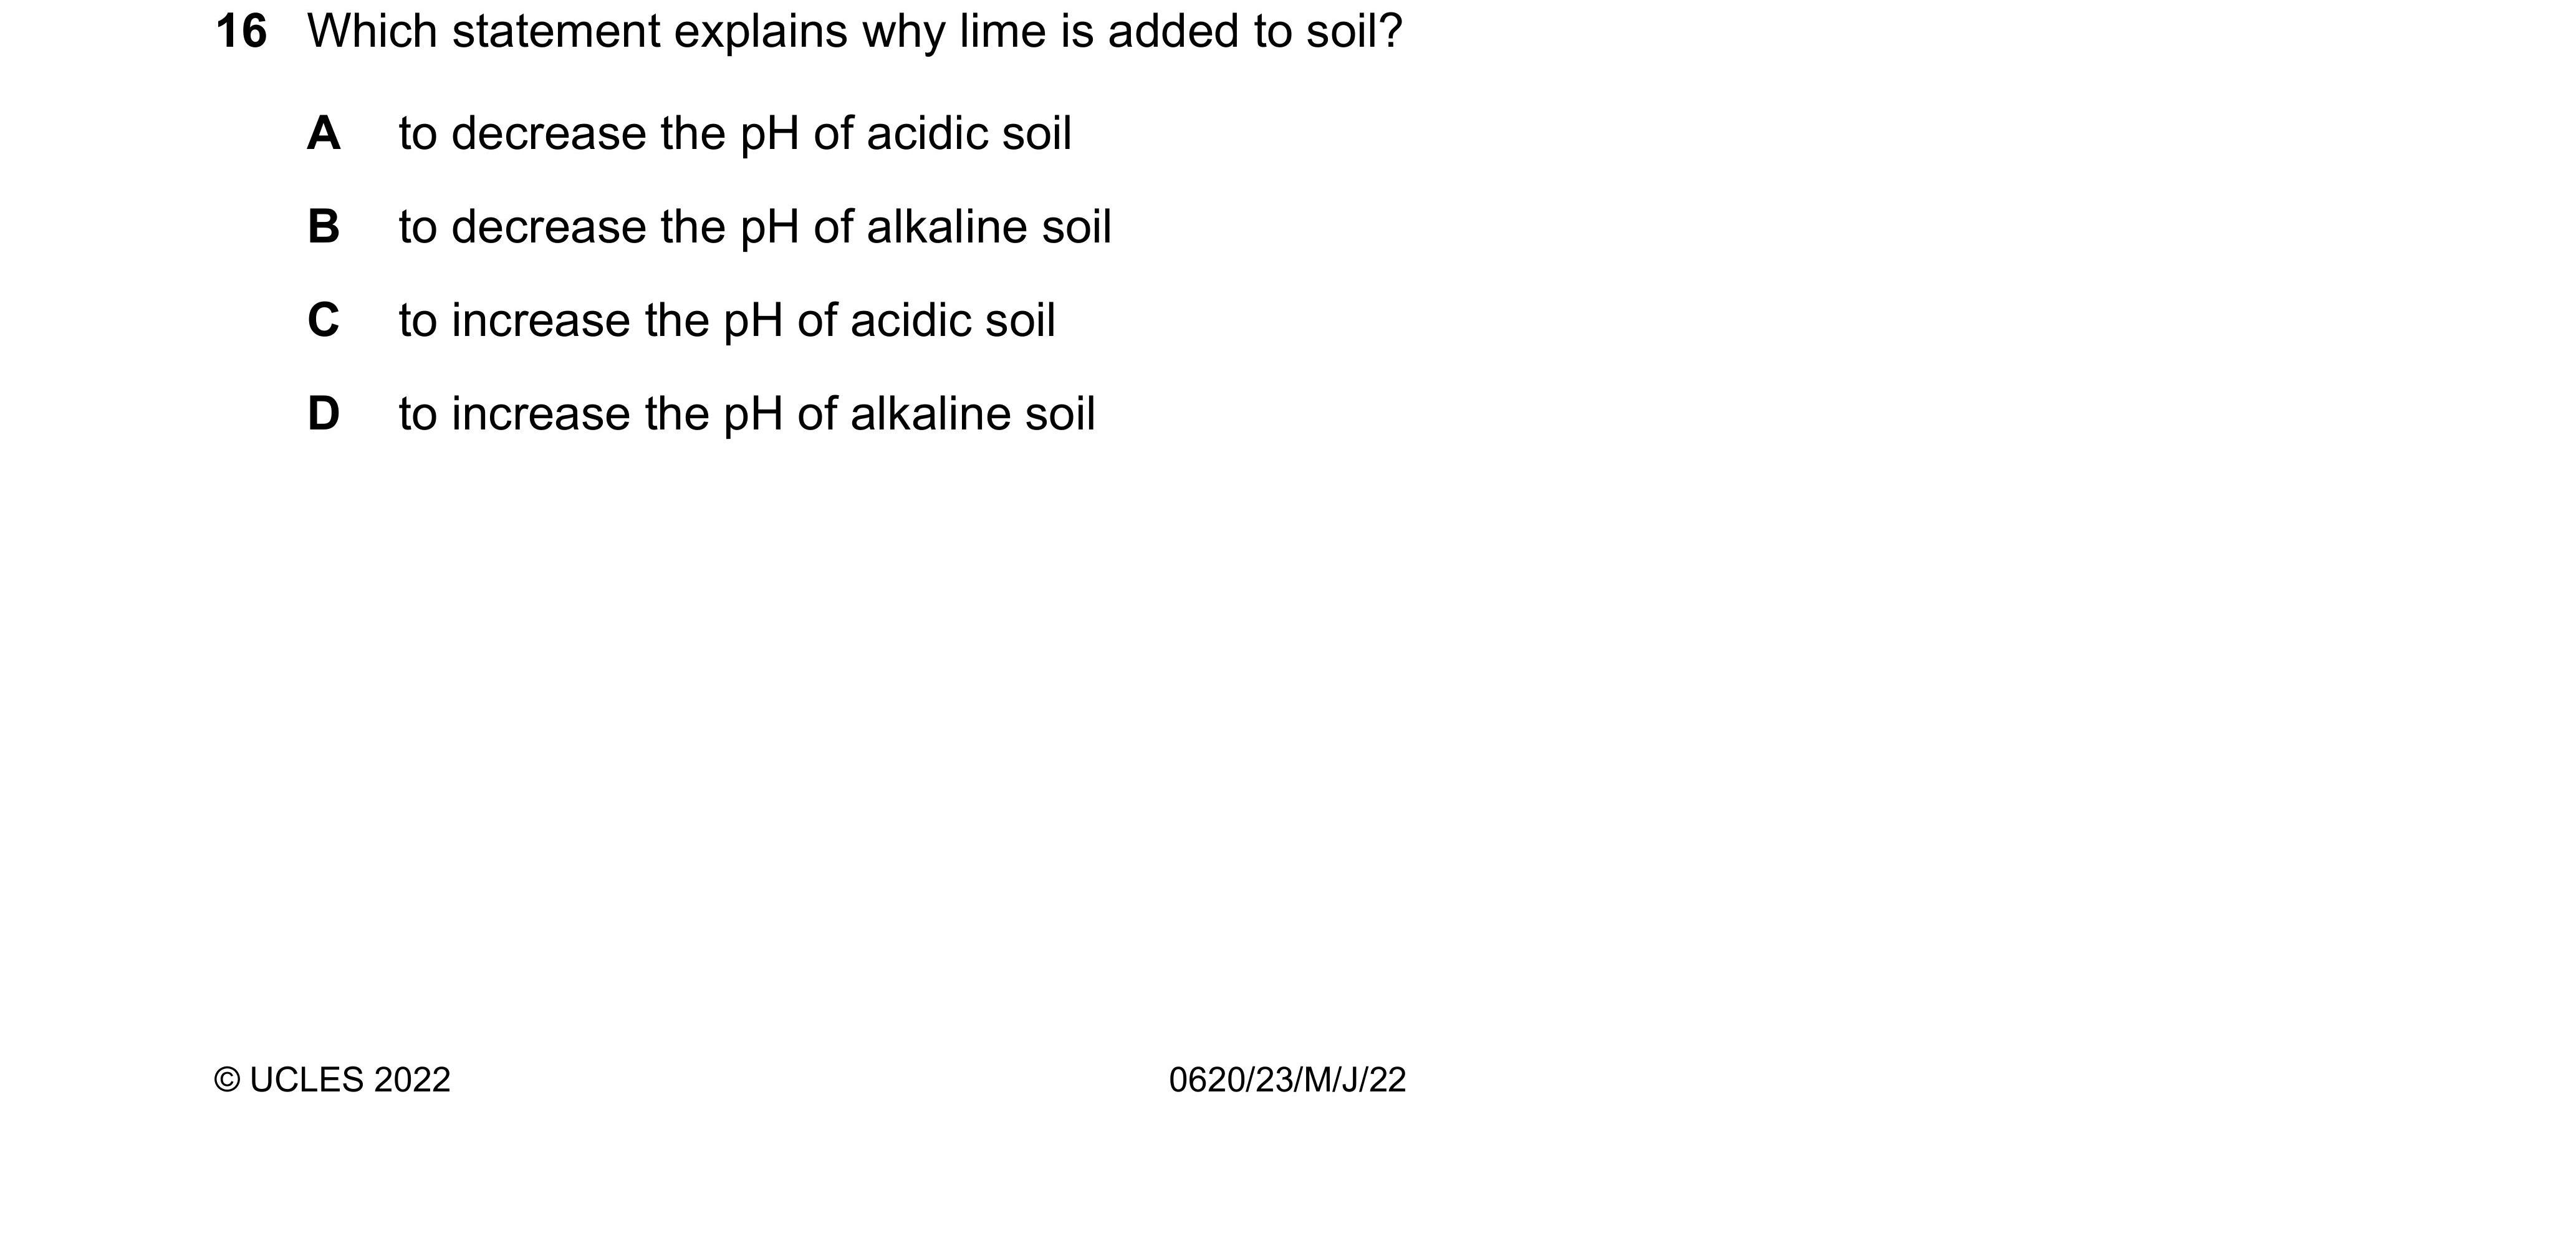 16 Which statement explains why lime is added to soil?
A to decrease the pH of acidic soil
B to decrease the pH of alkaline soil
C to increase the pH of acidic soil
D to increase the pH of alkaline soil
© UCLES 2022 0620/23/M/J/22